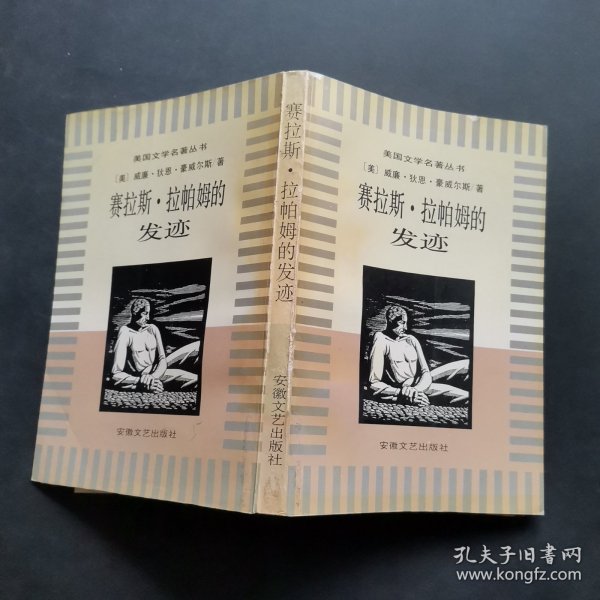 美国文学名著丛书
[美] 威廉·狄恩·豪威尔斯 著
赛拉斯·拉帕姆的
发迹
安徽文艺出版社
赛拉斯·拉帕姆的发迹
安徽文艺出版社
美国文学名著丛书
[美] 威廉·狄恩·豪威尔斯 著
赛拉斯·拉帕姆的
发迹
安徽文艺出版社
孔夫子旧书网
www.kongfz.com